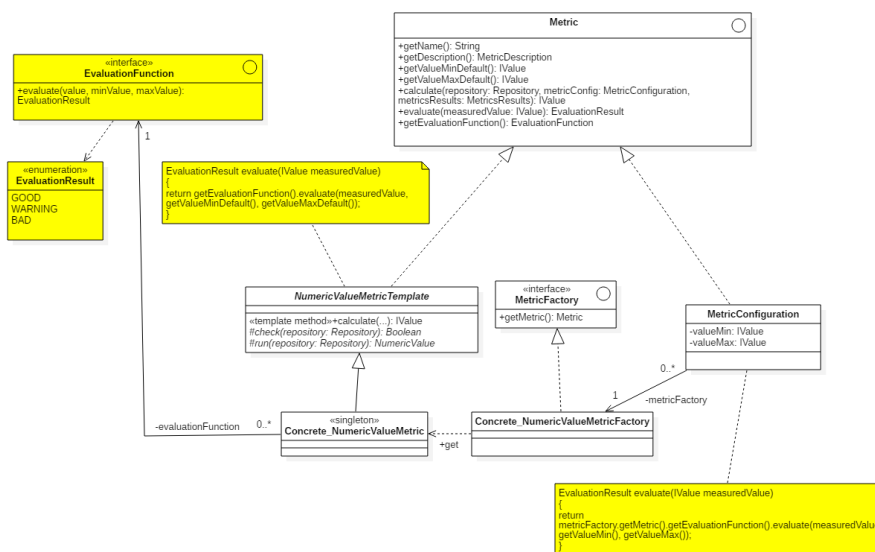 Metric
+getName(): String
+getDescription(): MetricDescription
+getValueMinDefault(): IValue
+getValueMaxDefault(): IValue
+calculate(repository: Repository, metricConfig: MetricConfiguration,
metricsResults: MetricsResults): IValue
+evaluate(measuredValue: IValue): EvaluationResult
+getEvaluationFunction(): EvaluationFunction
«interface»
EvaluationFunction
+evaluate(value, minValue, maxValue):
EvaluationResult
1
«enumeration»
EvaluationResult
GOOD
WARNING
BAD
EvaluationResult evaluate(IValue measuredValue)
{
return getEvaluationFunction().evaluate(measuredValue,
getValueMinDefault(), getValueMaxDefault());
}
NumericValueMetricTemplate
«template method»+calculate(...): IValue
#check(repository: Repository): Boolean
#run(repository: Repository): NumericValue
«interface»
MetricFactory
+getMetric(): Metric
MetricConfiguration
-valueMin: IValue
-valueMax: IValue
0..*
1
-metricFactory
-evaluationFunction
0..*
«singleton»
Concrete_NumericValueMetric
+get
Concrete_NumericValueMetricFactory
EvaluationResult evaluate(IValue measuredValue)
{
return
metricFactory.getMetric().getEvaluationFunction().evaluate(measuredValu
getValueMin(), getValueMax());
}